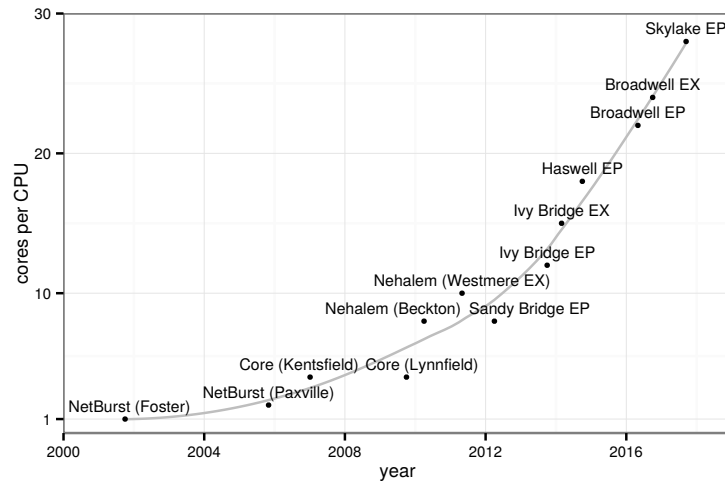 30
Skylake EP
Broadwell EX
Broadwell EP
20
Haswell EP
Ivy Bridge EX
Ivy Bridge EP
Nehalem (Westmere EX)
10
Nehalem (Beckton)
Sandy Bridge EP
Core (Kentsfield)
Core (Lynnfield)
NetBurst (Paxville)
NetBurst (Foster)
1
cores per CPU
2000 2004 2008 2012 2016
year